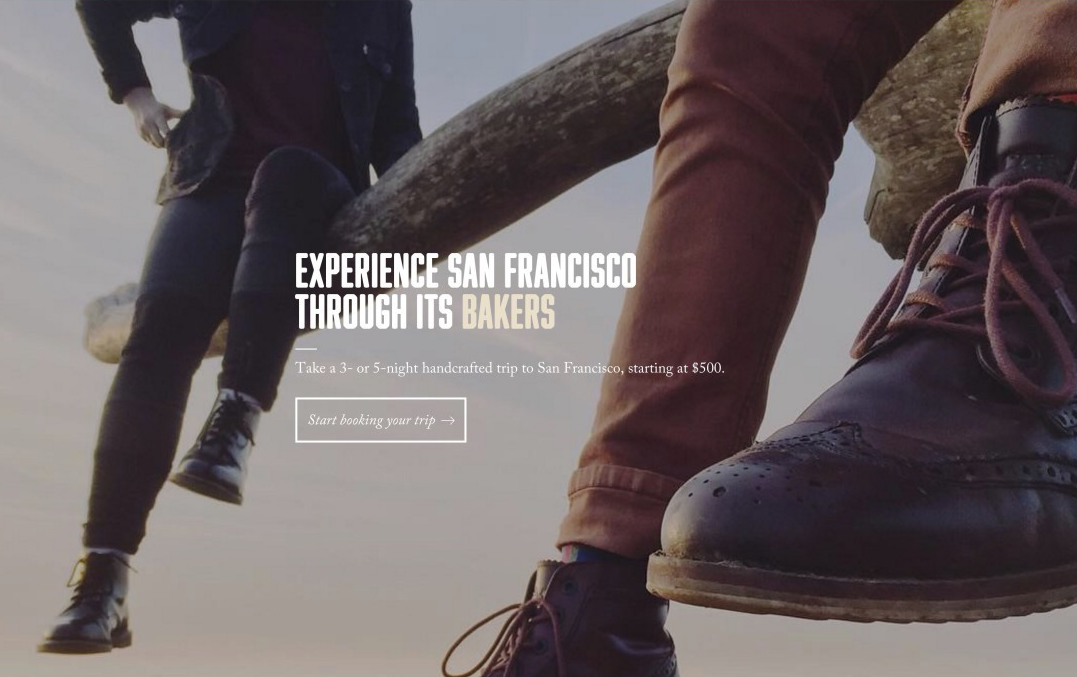 EXPERIENCE SAN FRANCISCO
THROUGH ITS BAKERS
Take a 3- or 5-night handcrafted trip to San Francisco, starting at $500.
Start booking your trip →